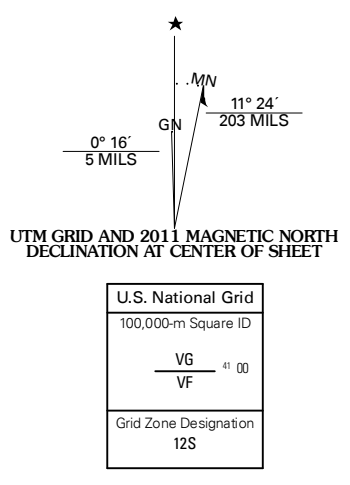 ★
MN
11° 24´
203 MILS
GN
0° 16´
5 MILS
UTM GRID AND 2011 MAGNETIC NORTH
DECLINATION AT CENTER OF SHEET
U.S. National Grid
100,000-m Square ID
VG
41 00
VF
Grid Zone Designation
12S